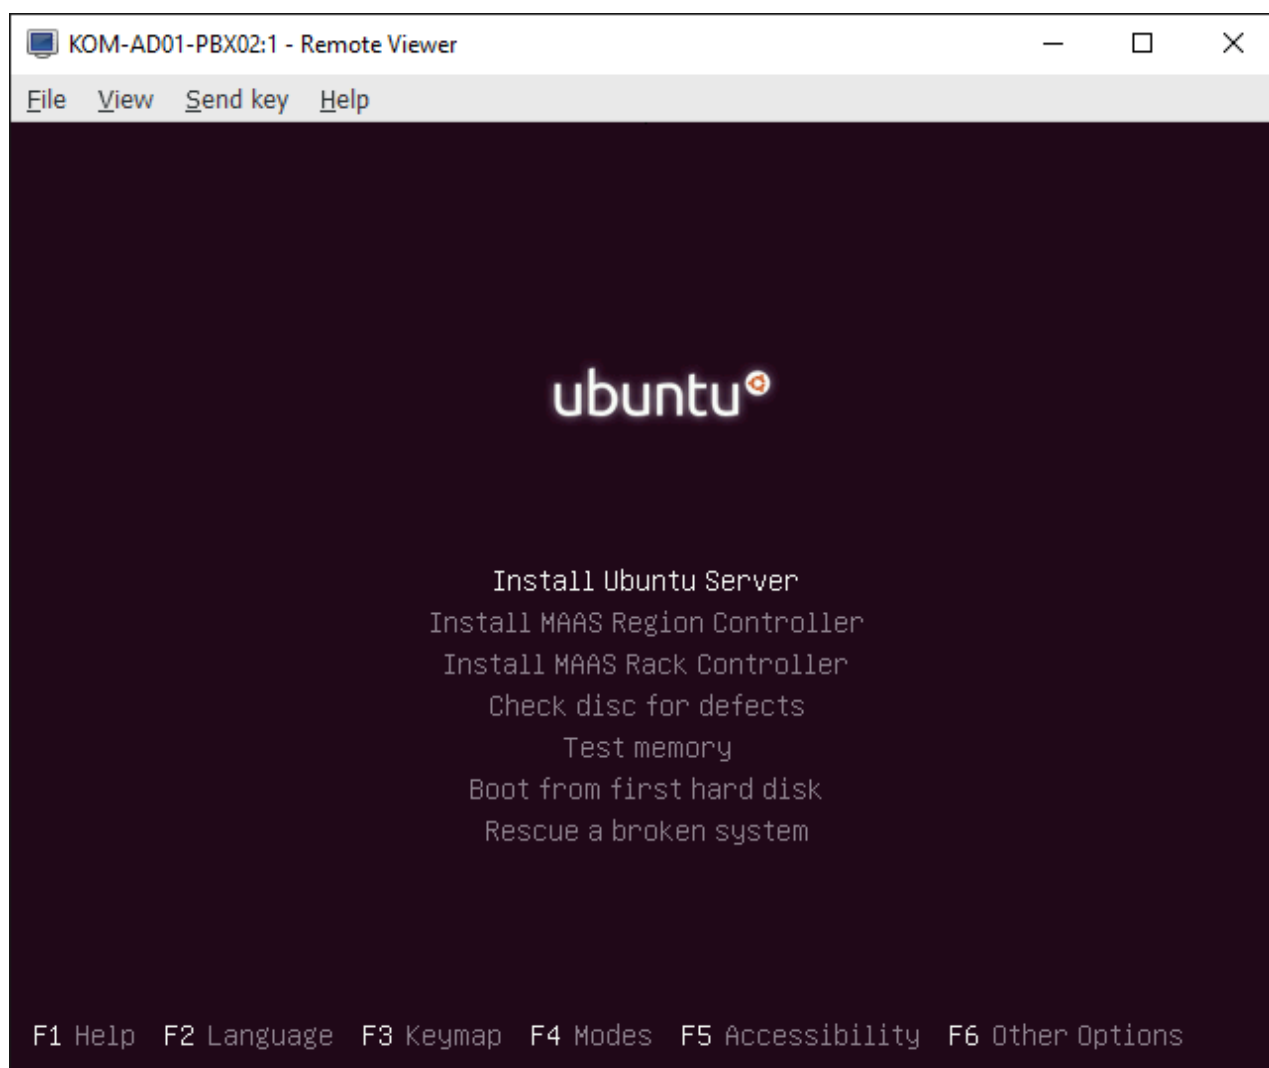 KOM-AD01-PBX02:1 - Remote Viewer
File View Send key Help
ubuntu
Install Ubuntu Server
Install MAAS Region Controller
Install MAAS Rack Controller
Check disc for defects
Test memory
Boot from first hard disk
Rescue a broken system
F1 Help F2 Language F3 Keymap F4 Modes F5 Accessibility F6 Other Options